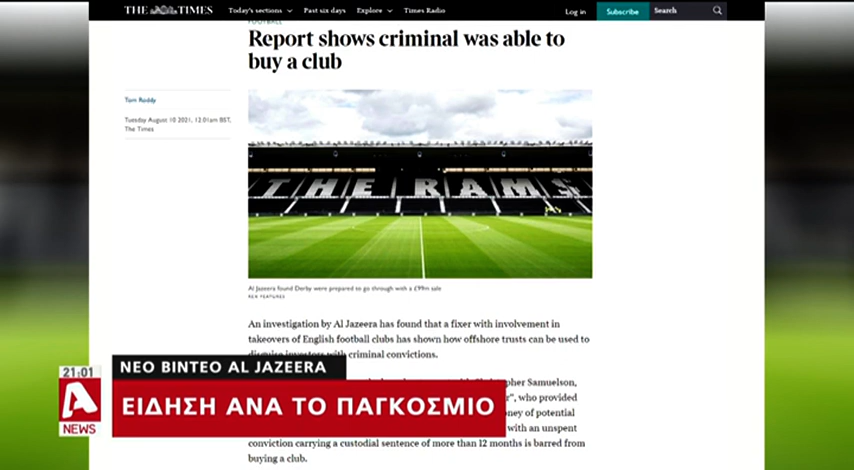 THE TIMES
Today's sections Past six days Explore Times Radio Log in Subscribe Search
FOOTBALL
Report shows criminal was able to
buy a club
Tom Roddy
Tuesday August 10 2021, 12.01am BST,
The Times
THE RAMS
Al Jazeera found Derby were prepared to go through with a £99m sale
REX FEATURES
An investigation by Al Jazeera has found that a fixer with involvement in
takeovers of English football clubs has shown how offshore trusts can be used to
disguise investors with criminal convictions.
Samuelson,
who provided
of potential
with an unspent
conviction carrying a custodial sentence of more than 12 months is barred from
buying a club.
21:01
ΝΕΟ ΒΙΝΤΕΟ AL JAZEERA
A
NEWS
ΕΙΔΗΣΗ ΑΝΑ ΤΟ ΠΑΓΚΟΣΜΙΟ